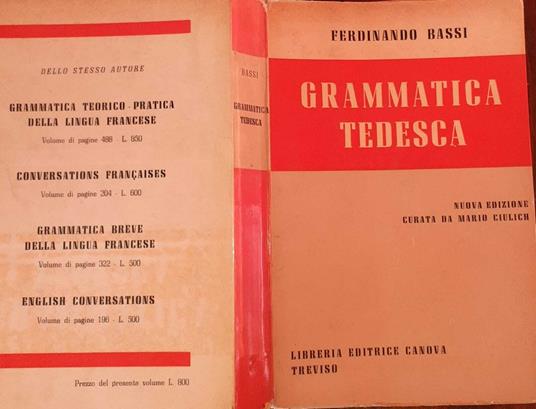 DELLO STESSO AUTORE
GRAMMATICA TEORICO - PRATICA
DELLA LINGUA FRANCESE
Volume di pagine 488 - L. 850
CONVERSATIONS FRANÇAISES
Volume di pagine 204 - L. 600
GRAMMATICA BREVE
DELLA LINGUA FRANCESE
Volume di pagine 322 - L. 500
ENGLISH CONVERSATIONS
Volume di pagine 196 - L. 500
Prezzo del presente volume L. 800
BASSI
GRAMMATICA
TEDESCA
FERDINANDO BASSI
GRAMMATICA
TEDESCA
NUOVA EDIZIONE
CURATA DA MARIO CIULICH
LIBRERIA EDITRICE CANOVA
TREVISO